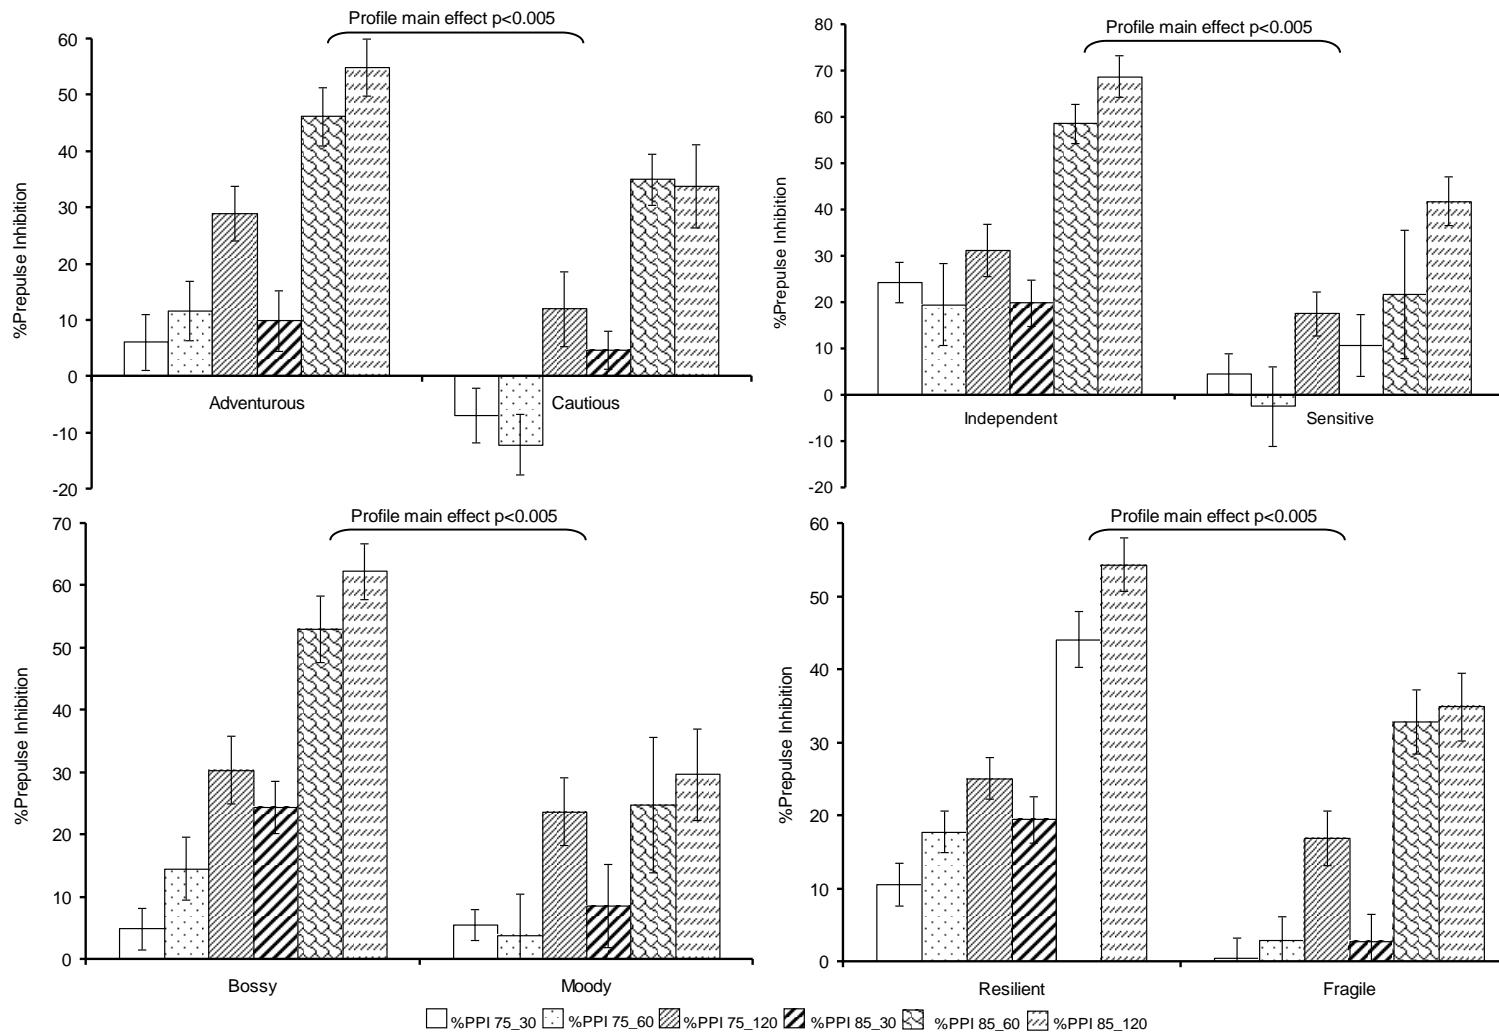 Profile main effect p<0.005
60
50
40
30
20
10
0
-10
-20
%Prepulse Inhibition
Adventurous
Cautious
Profile main effect p<0.005
80
70
60
50
40
30
20
10
0
-10
-20
%Prepulse Inhibition
Independent
Sensitive
Profile main effect p<0.005
70
60
50
40
30
20
10
0
%Prepulse Inhibition
Bossy
Moody
Profile main effect p<0.005
60
50
40
30
20
10
0
%Prepulse Inhibition
Resilient
Fragile
%PPI 75_30 %PPI 75_60 %PPI 75_120 %PPI 85_30 %PPI 85_60 %PPI 85_120